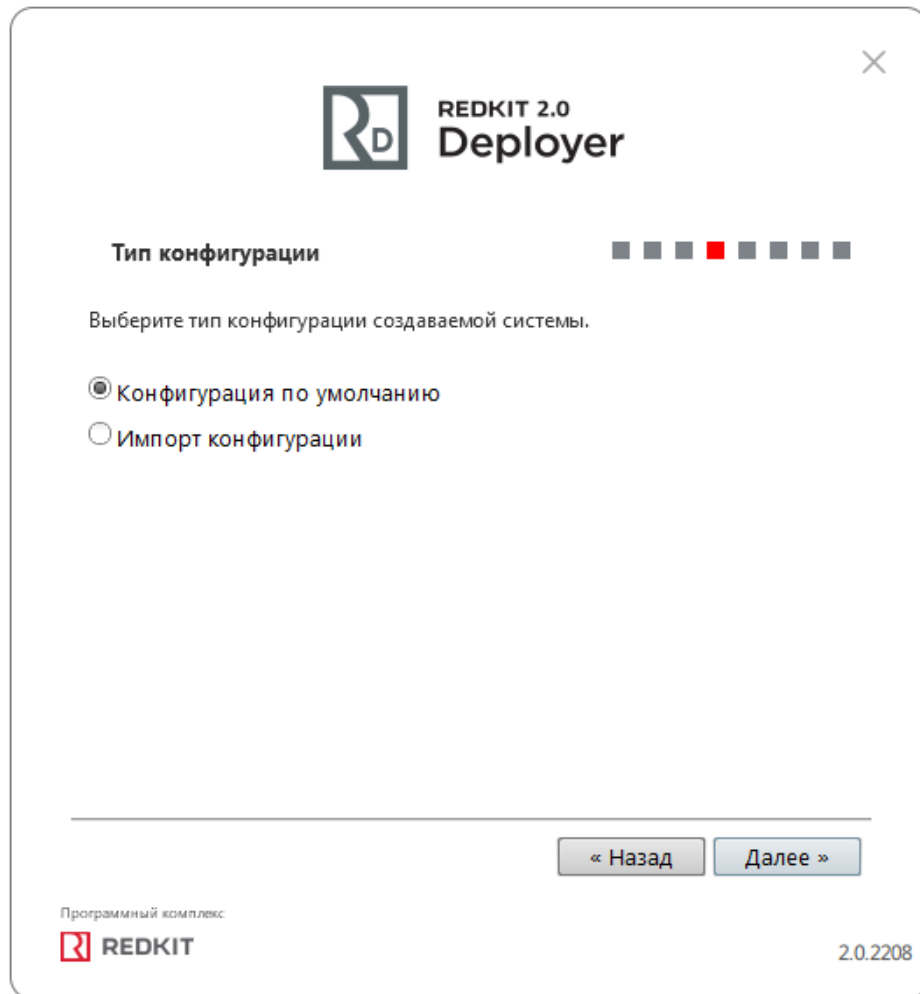 REDKIT 2.0
Deployer
Тип конфигурации
Выберите тип конфигурации создаваемой системы.
Конфигурация по умолчанию
Импорт конфигурации
« Назад
Далее »
Программный комплекс
REDKIT
2.0.2208